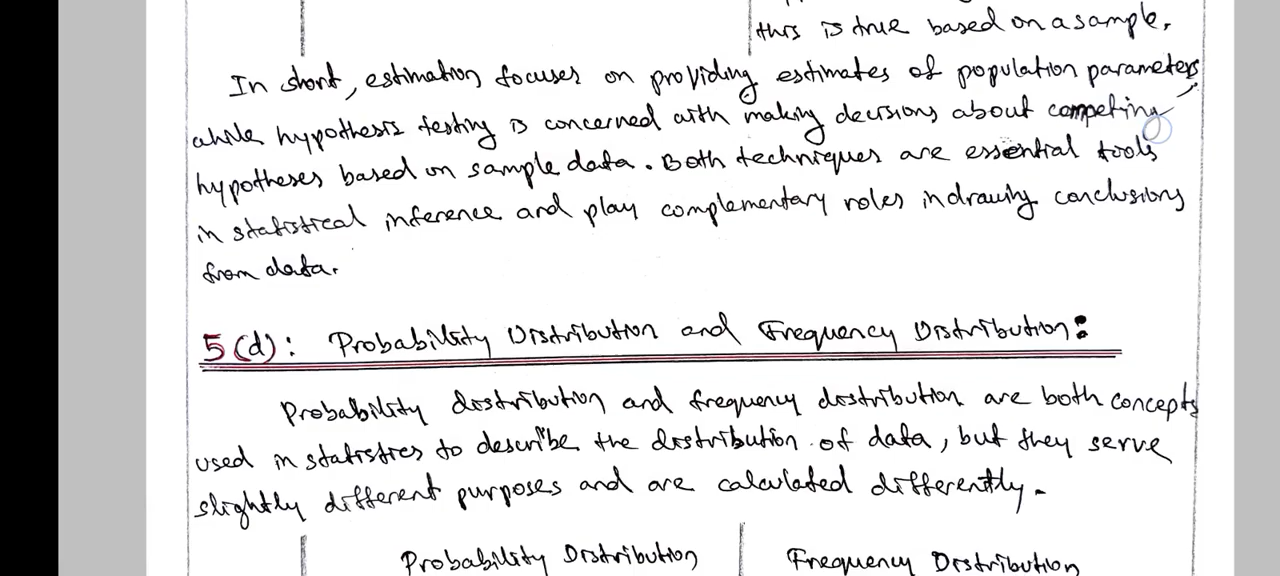 this is true based on a sample.
In short, estimation focuses on providing estimates of population parameters,
while hypothesis testing is concerned with making decisions about competing
hypotheses based on sample data. Both techniques are essential tools
in statistical inference and play complementary roles in drawing conclusions
from data.
5(d): Probability Distribution and Frequency Distribution:
Probability distribution and frequency distribution are both concepts
used in statistics to describe the distribution of data, but they serve
slightly different purposes and are calculated differently.
Probability Distribution Frequency Distribution